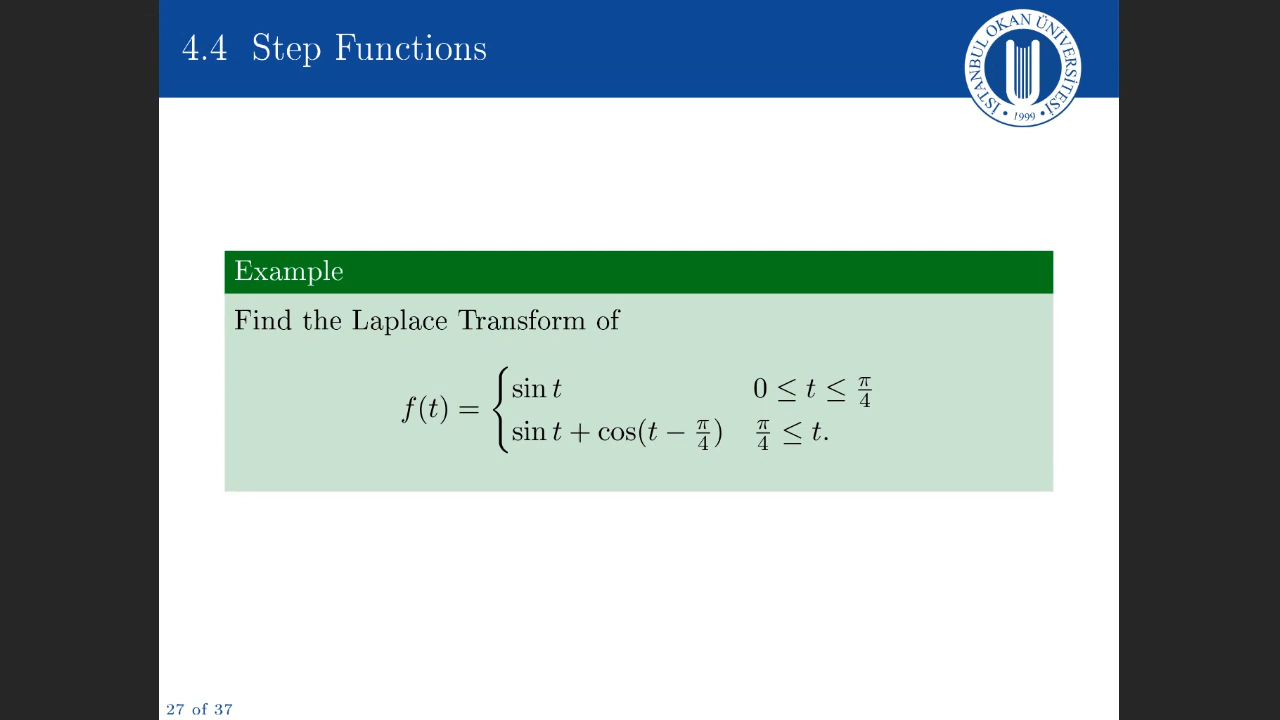 4.4 Step Functions
İSTANBUL OKAN ÜNİVERSİTESİ
• 1999 •
Example
Find the Laplace Transform of
f(t) = { sin t 0 ≤ t ≤ π/4
sin t + cos(t − π/4) π/4 ≤ t.
27 of 37